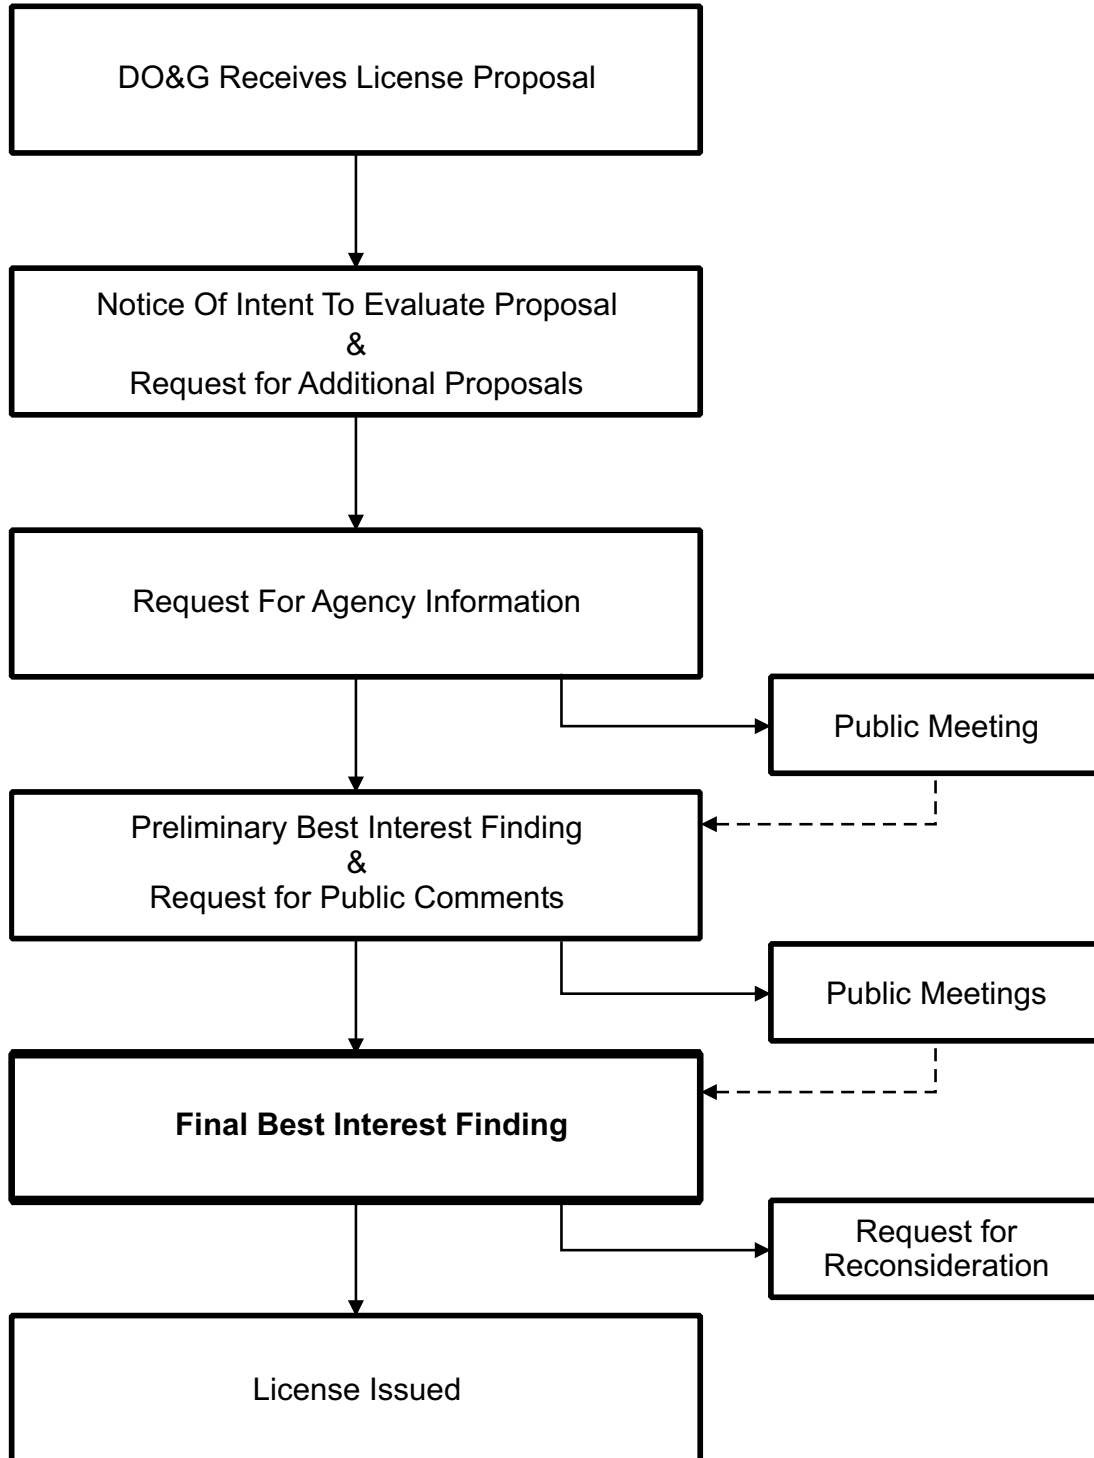 DO&G Receives License Proposal
Notice Of Intent To Evaluate Proposal
&
Request for Additional Proposals
Request For Agency Information
Public Meeting
Preliminary Best Interest Finding
&
Request for Public Comments
Public Meetings
Final Best Interest Finding
Request for
Reconsideration
License Issued